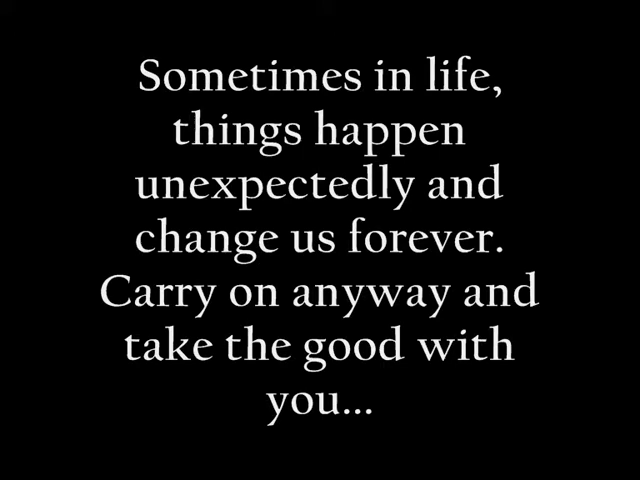 Sometimes in life,
things happen
unexpectedly and
change us forever.
Carry on anyway and
take the good with
you...